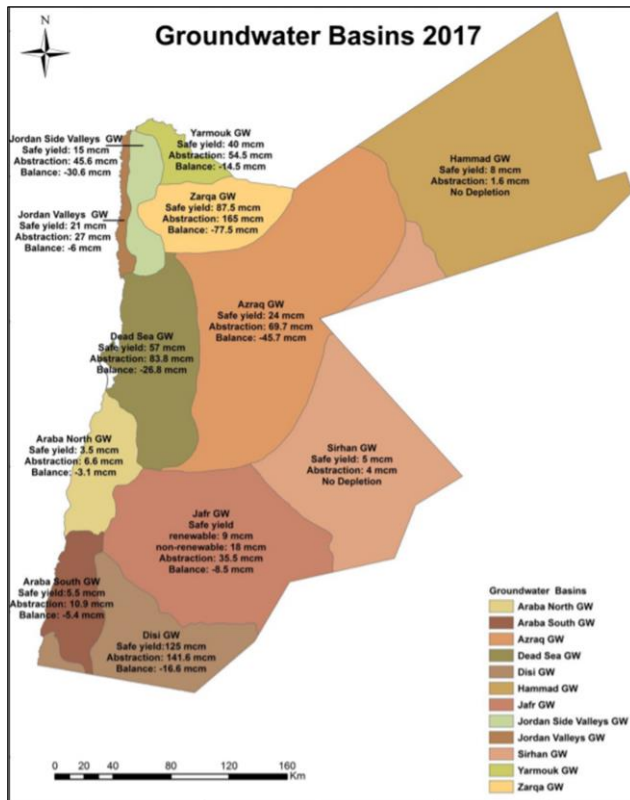 Groundwater Basins 2017
N
Jordan Side Valleys GW
Safe yield: 15 mcm
Abstraction: 45.6 mcm
Balance: -30.6 mcm
Yarmouk GW
Safe yield: 40 mcm
Abstraction: 54.5 mcm
Balance: -14.5 mcm
Hammad GW
Safe yield: 8 mcm
Abstraction: 1.6 mcm
No Depletion
Jordan Valleys GW
Safe yield: 21 mcm
Abstraction: 27 mcm
Balance: -6 mcm
Zarqa GW
Safe yield: 87.5 mcm
Abstraction: 165 mcm
Balance: -77.5 mcm
Azraq GW
Safe yield: 24 mcm
Abstraction: 69.7 mcm
Balance: -45.7 mcm
Dead Sea GW
Safe yield: 57 mcm
Abstraction: 83.8 mcm
Balance: -26.8 mcm
Araba North GW
Safe yield: 3.5 mcm
Abstraction: 6.6 mcm
Balance: -3.1 mcm
Sirhan GW
Safe yield: 5 mcm
Abstraction: 4 mcm
No Depletion
Jafr GW
Safe yield
renewable: 9 mcm
non-renewable: 18 mcm
Abstraction: 35.5 mcm
Balance: -8.5 mcm
Araba South GW
Safe yield:5.5 mcm
Abstraction: 10.9 mcm
Balance: -5.4 mcm
Disi GW
Safe yield:125 mcm
Abstraction: 141.6 mcm
Balance: -16.6 mcm
Groundwater Basins
Araba North GW
Araba South GW
Azraq GW
Dead Sea GW
Disi GW
Hammad GW
Jafr GW
Jordan Side Valleys GW
Jordan Valleys GW
Sirhan GW
Yarmouk GW
Zarqa GW
0 20 40 80 120 160
Km